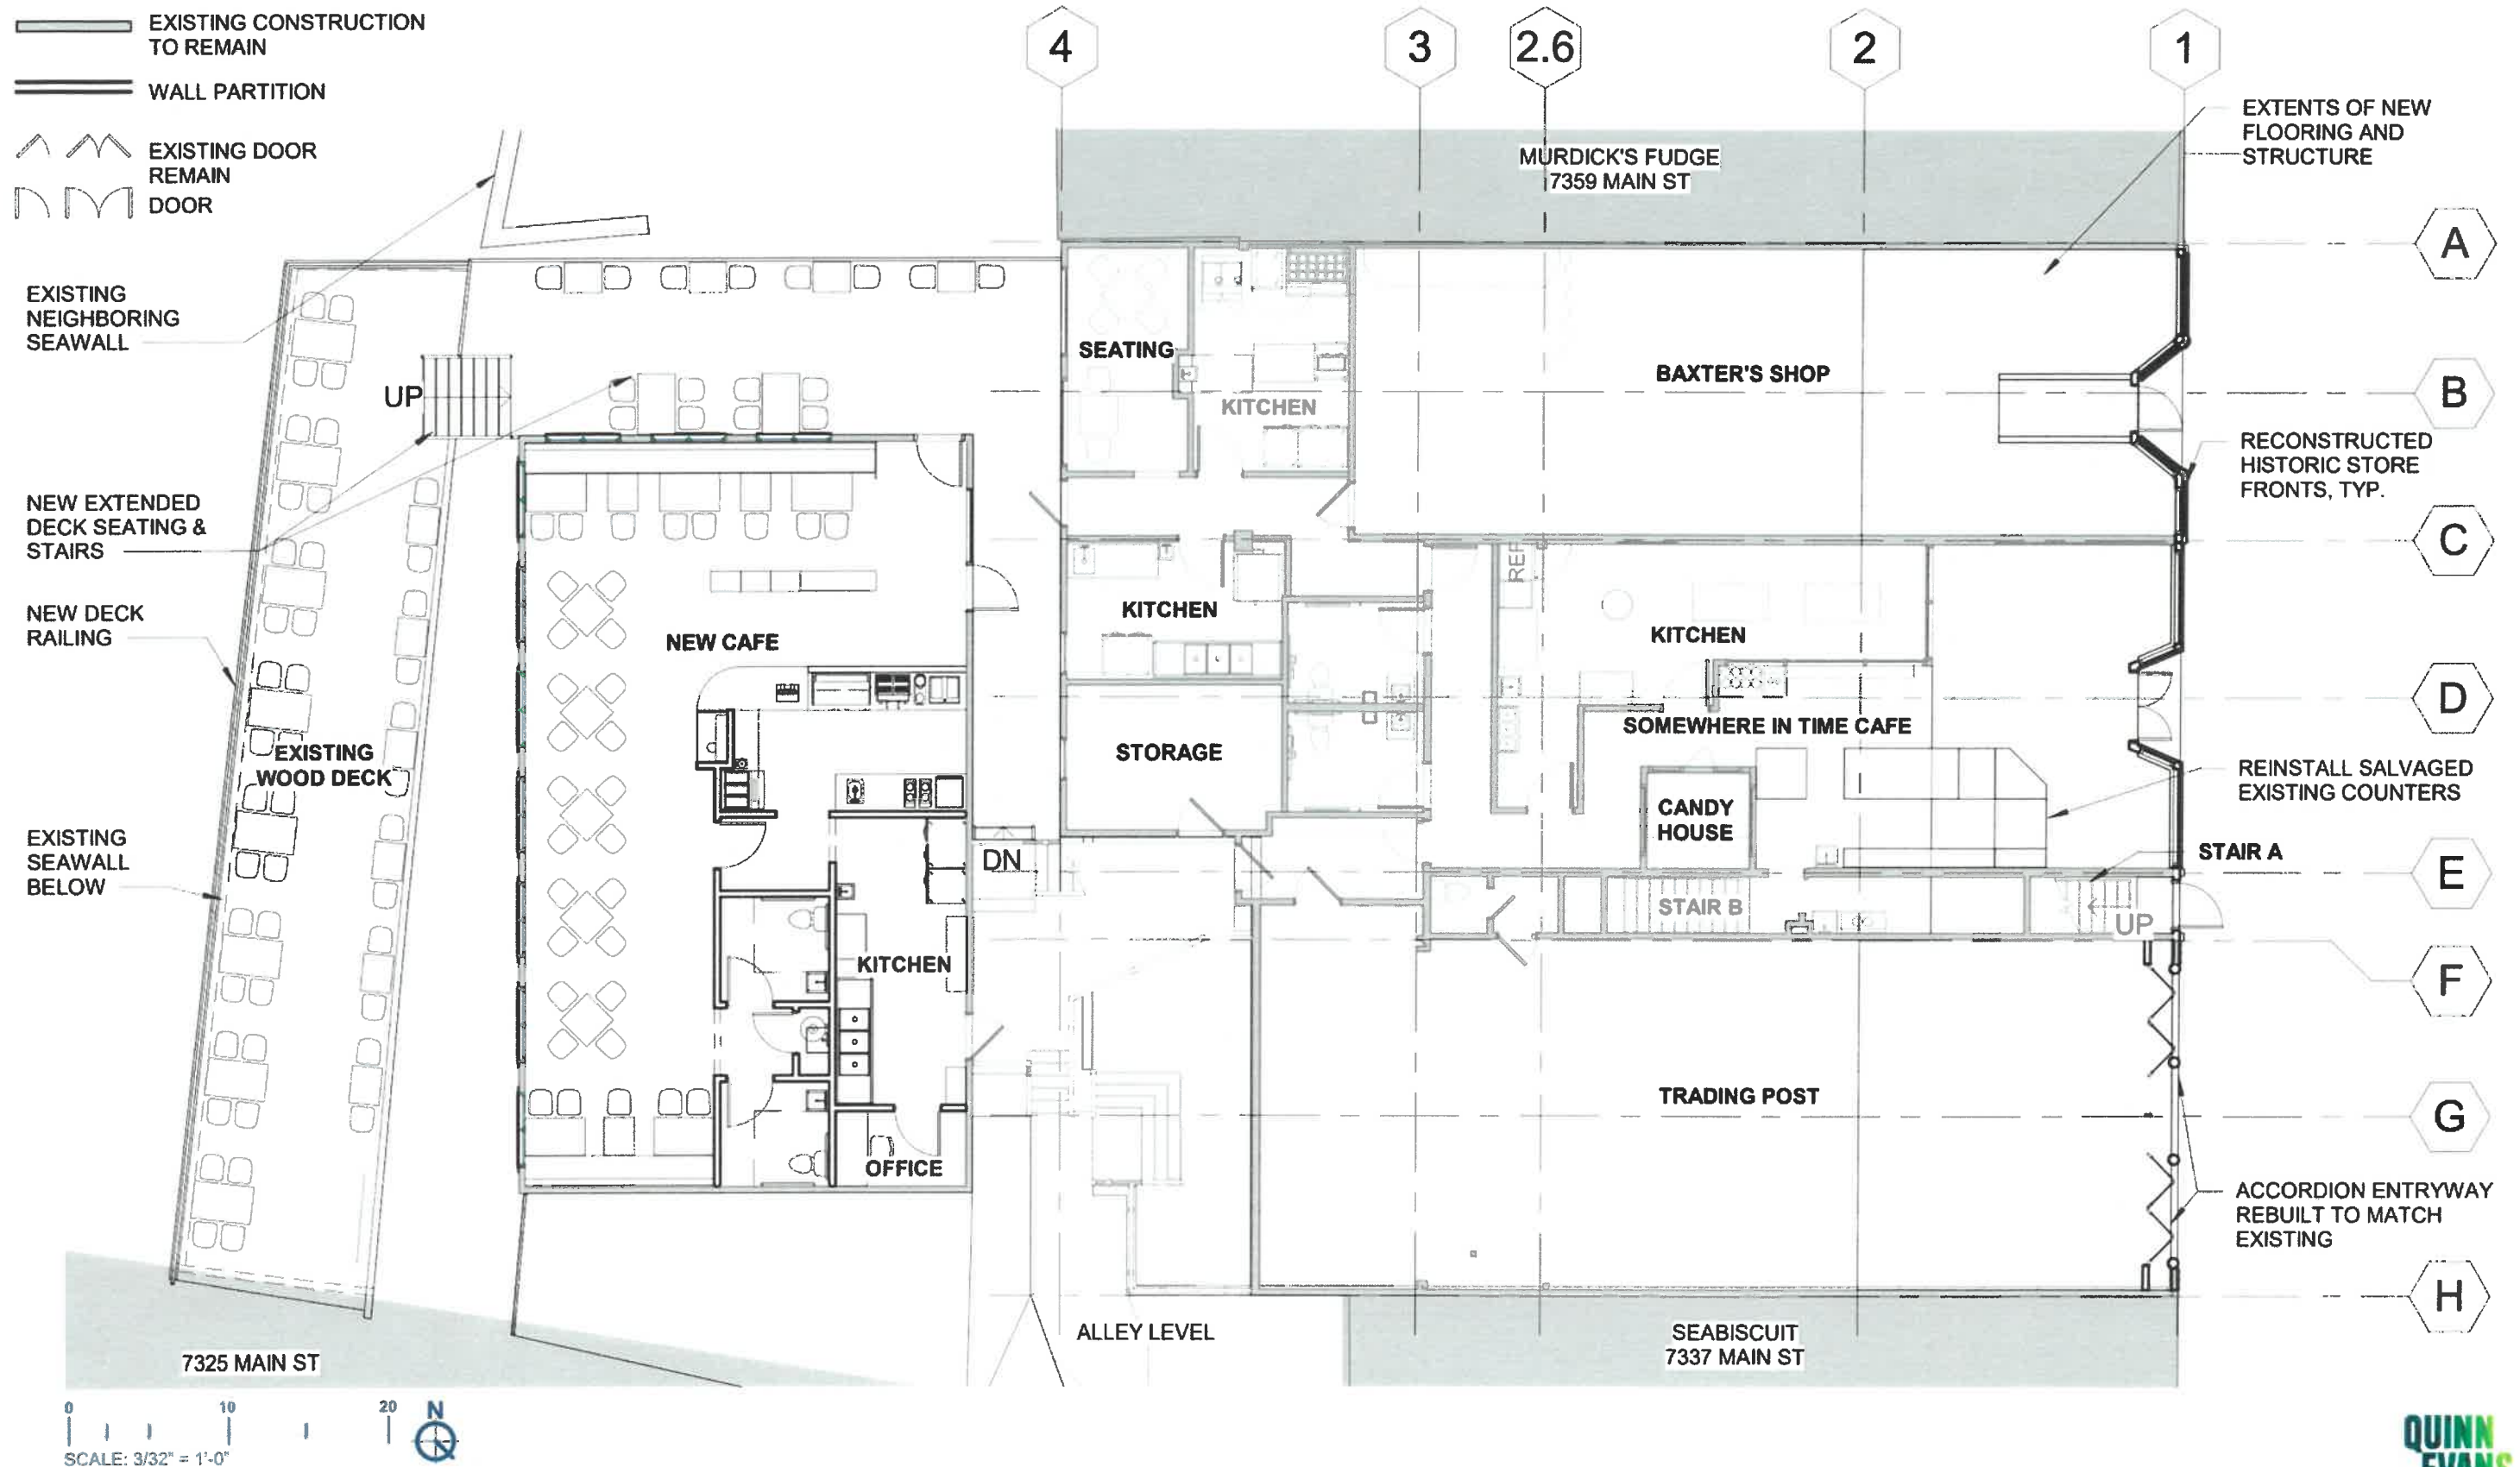 EXISTING CONSTRUCTION
TO REMAIN
WALL PARTITION
EXISTING DOOR
REMAIN
DOOR
4
3
2.6
2
1
EXTENTS OF NEW
FLOORING AND
STRUCTURE
MURDICK'S FUDGE
7359 MAIN ST
A
EXISTING
NEIGHBORING
SEAWALL
SEATING
BAXTER'S SHOP
UP
KITCHEN
B
RECONSTRUCTED
HISTORIC STORE
FRONTS, TYP.
NEW EXTENDED
DECK SEATING &
STAIRS
C
REF
NEW DECK
RAILING
NEW CAFE
KITCHEN
KITCHEN
D
EXISTING
WOOD DECK
STORAGE
SOMEWHERE IN TIME CAFE
REINSTALL SALVAGED
EXISTING COUNTERS
CANDY
HOUSE
EXISTING
SEAWALL
BELOW
DN
STAIR A
E
STAIR B
UP
KITCHEN
F
TRADING POST
G
OFFICE
ACCORDION ENTRYWAY
REBUILT TO MATCH
EXISTING
H
ALLEY LEVEL
SEABISCUIT
7337 MAIN ST
7325 MAIN ST
0 10 20
N
SCALE: 3/32" = 1'-0"
QUINN
EVANS